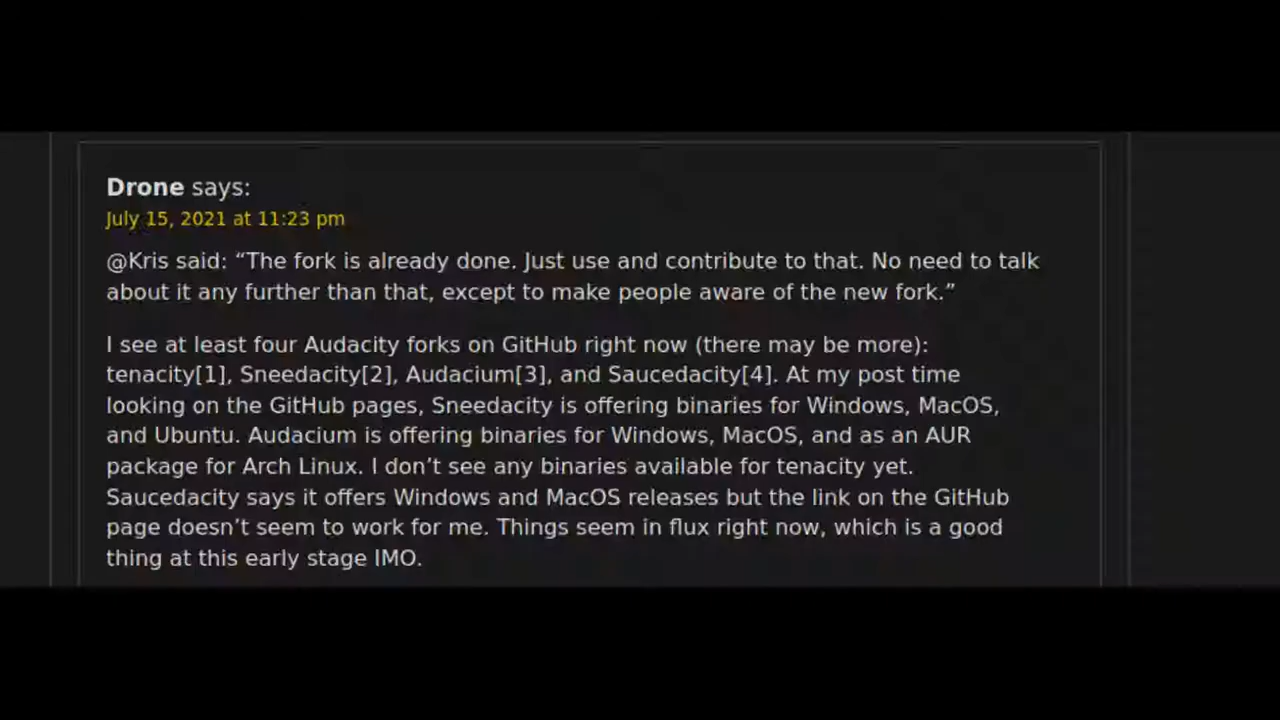 Drone says:
July 15, 2021 at 11:23 pm
@Kris said: “The fork is already done. Just use and contribute to that. No need to talk
about it any further than that, except to make people aware of the new fork.”
I see at least four Audacity forks on GitHub right now (there may be more):
tenacity[1], Sneedacity[2], Audacium[3], and Saucedacity[4]. At my post time
looking on the GitHub pages, Sneedacity is offering binaries for Windows, MacOS,
and Ubuntu. Audacium is offering binaries for Windows, MacOS, and as an AUR
package for Arch Linux. I don’t see any binaries available for tenacity yet.
Saucedacity says it offers Windows and MacOS releases but the link on the GitHub
page doesn’t seem to work for me. Things seem in flux right now, which is a good
thing at this early stage IMO.